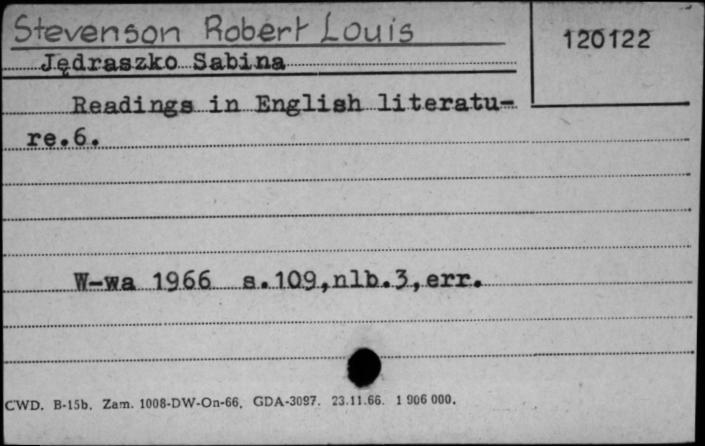 Stevenson Robert Louis
120122
Jędraszko Sabina
Readings in English literatu-
re.6.
W-wa 1966 s.109,nlb.3,err.
CWD. B-15b. Zam. 1008-DW-On-66. GDA-3097. 23.11.66. 1 906 000.